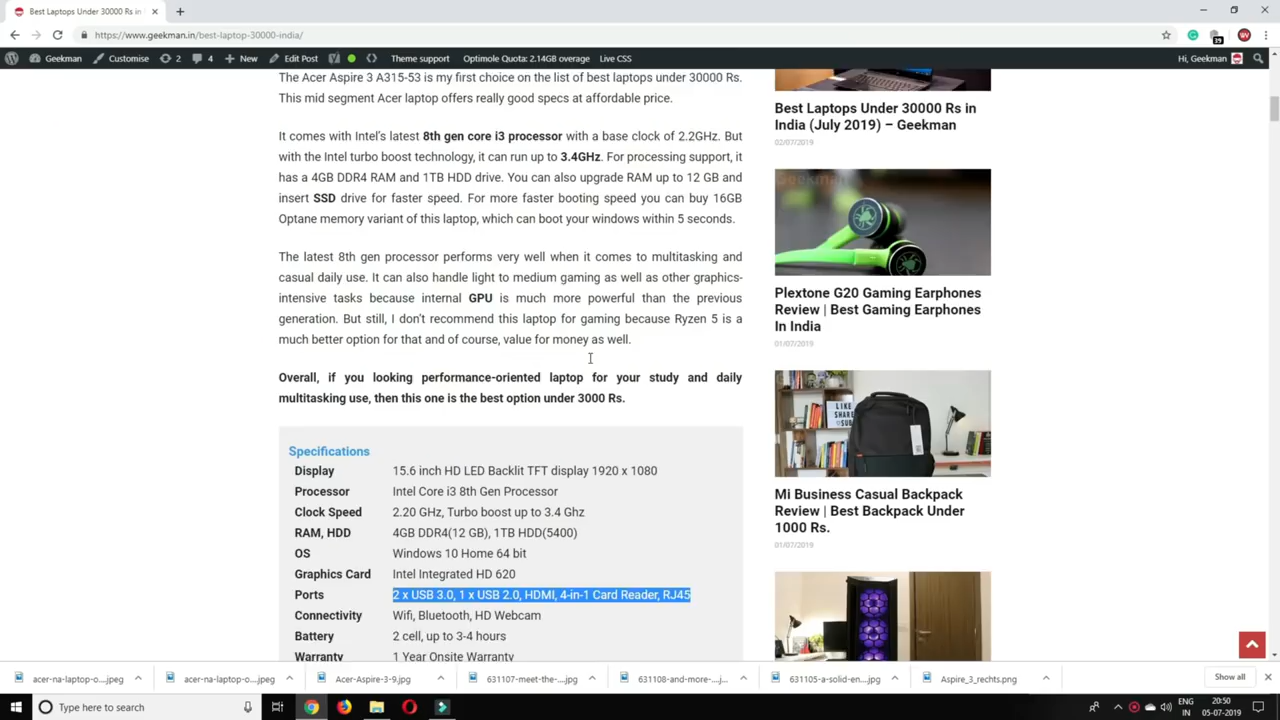 Best Laptops Under 30000 Rs in
https://www.geekman.in/best-laptop-30000-india/
39
Geekman
Customise
2
4
New
Edit Post
Theme support
Optimole Quota: 2.14GB overage
Live CSS
Hi, Geekman
The Acer Aspire 3 A315-53 is my first choice on the list of best laptops under 30000 Rs.
This mid segment Acer laptop offers really good specs at affordable price.
It comes with Intel's latest 8th gen core i3 processor with a base clock of 2.2GHz. But
with the Intel turbo boost technology, it can run up to 3.4GHz. For processing support, it
has a 4GB DDR4 RAM and 1TB HDD drive. You can also upgrade RAM up to 12 GB and
insert SSD drive for faster speed. For more faster booting speed you can buy 16GB
Optane memory variant of this laptop, which can boot your windows within 5 seconds.
The latest 8th gen processor performs very well when it comes to multitasking and
casual daily use. It can also handle light to medium gaming as well as other graphics-
intensive tasks because internal GPU is much more powerful than the previous
generation. But still, I don't recommend this laptop for gaming because Ryzen 5 is a
much better option for that and of course, value for money as well.
Overall, if you looking performance-oriented laptop for your study and daily
multitasking use, then this one is the best option under 3000 Rs.
Specifications
Display 15.6 inch HD LED Backlit TFT display 1920 x 1080
Processor Intel Core i3 8th Gen Processor
Clock Speed 2.20 GHz, Turbo boost up to 3.4 Ghz
RAM, HDD 4GB DDR4(12 GB), 1TB HDD(5400)
OS Windows 10 Home 64 bit
Graphics Card Intel Integrated HD 620
Ports 2 x USB 3.0, 1 x USB 2.0, HDMI, 4-in-1 Card Reader, RJ45
Connectivity Wifi, Bluetooth, HD Webcam
Battery 2 cell, up to 3-4 hours
Warranty 1 Year Onsite Warranty
Best Laptops Under 30000 Rs in
India (July 2019) – Geekman
02/07/2019
Geekman
Plextone G20 Gaming Earphones
Review | Best Gaming Earphones
In India
01/07/2019
LIKE
SHARE
SUB
Mi Business Casual Backpack
Review | Best Backpack Under
1000 Rs.
01/07/2019
acer-na-laptop-o....jpeg
acer-na-laptop-o....jpeg
Acer-Aspire-3-9.jpg
631107-meet-the-....jpg
631108-and-more-....j...
631105-a-solid-en....jpg
Aspire_3_rechts.png
Show all
Type here to search
ENG
IN
20:50
05-07-2019